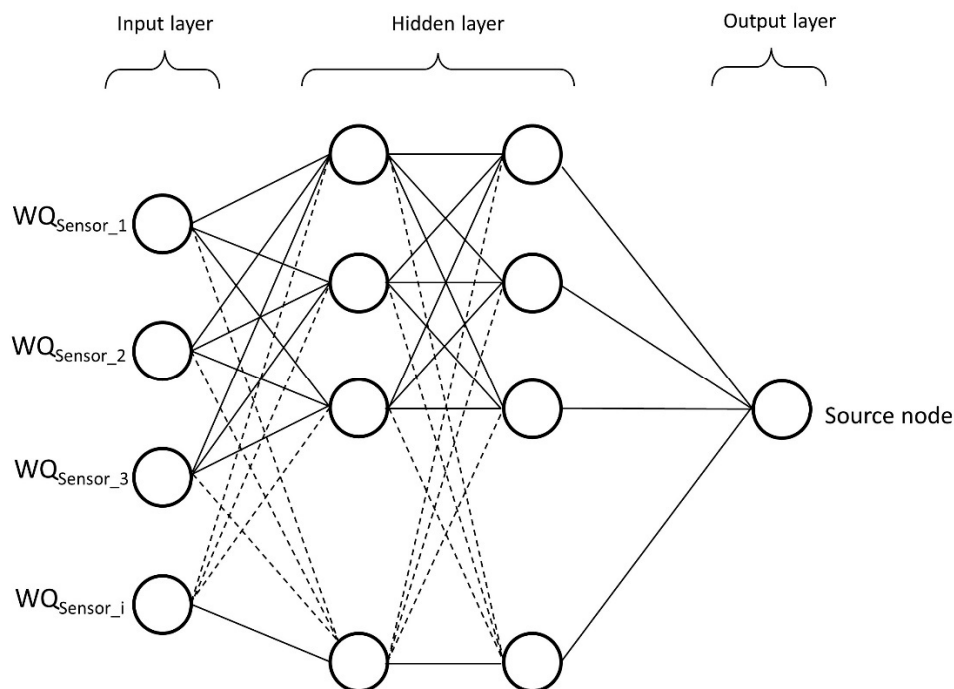 Input layer
Hidden layer
Output layer
WQSensor_1
WQSensor_2
WQSensor_3
WQSensor_i
Source node